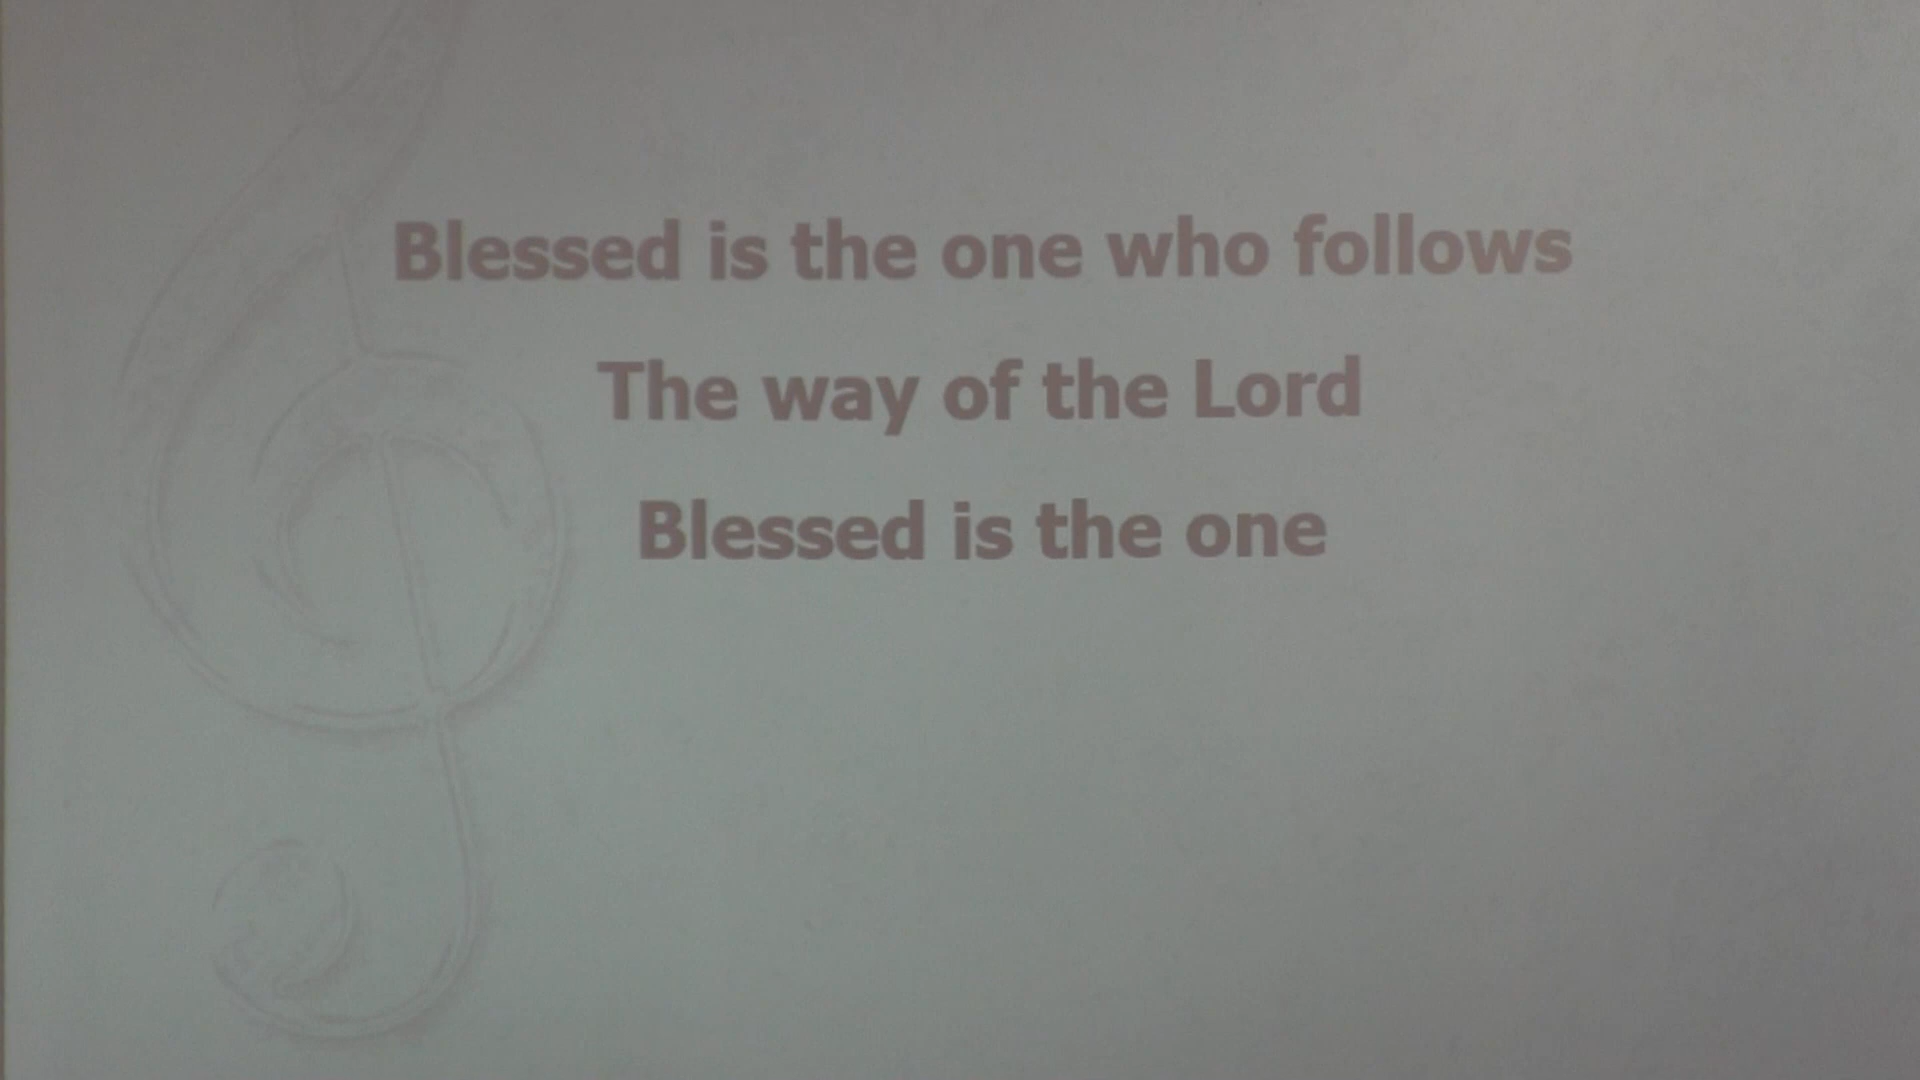 Blessed is the one who follows
The way of the Lord
Blessed is the one